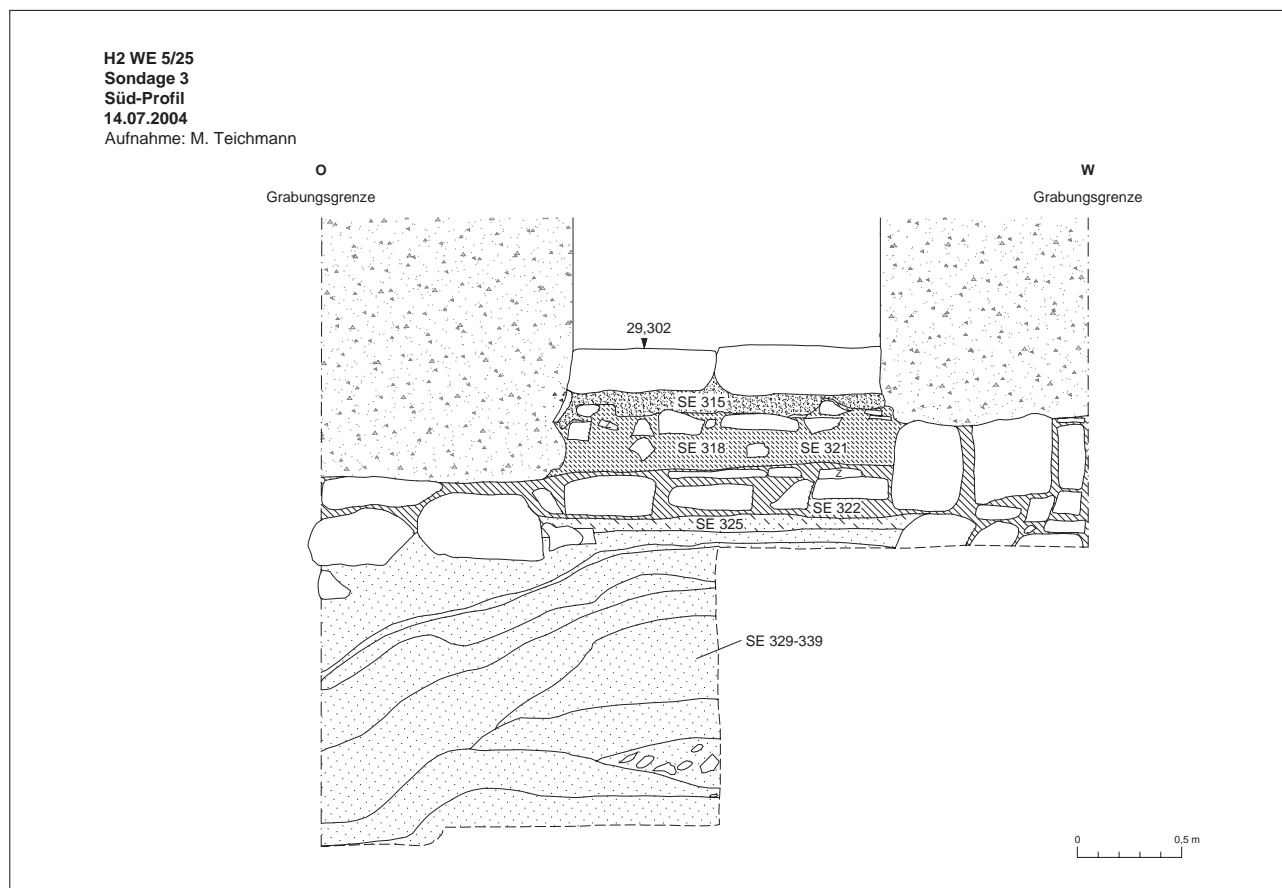 H2 WE 5/25
Sondage 3
Süd-Profil
14.07.2004
Aufnahme: M. Teichmann
O
W
Grabungsgrenze
Grabungsgrenze
29,302
SE 315
SE 318
SE 321
Z
SE 322
SE 325
SE 329-339
0
0,5 m